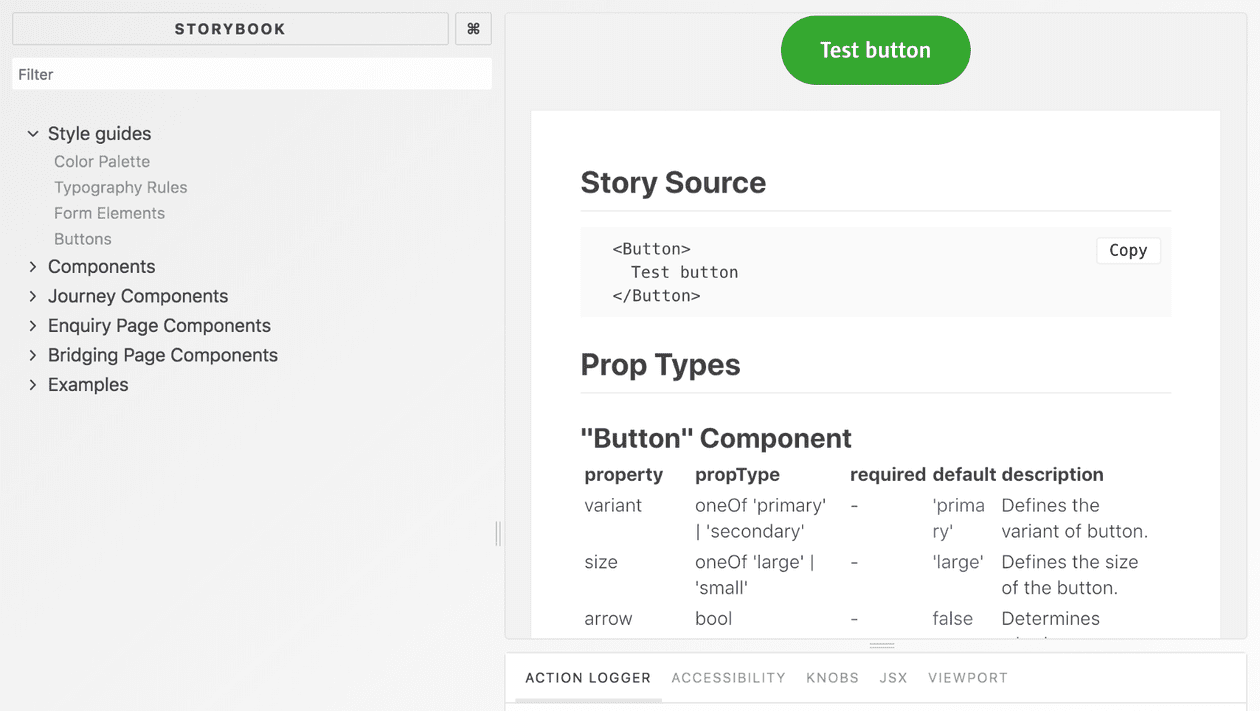 STORYBOOK
⌘
Filter
Style guides
Color Palette
Typography Rules
Form Elements
Buttons
Components
Journey Components
Enquiry Page Components
Bridging Page Components
Examples
Test button
Story Source
<Button>
Copy
Test button
</Button>
Prop Types
"Button" Component
property propType required default description
variant oneOf 'primary' - 'prima Defines the
| 'secondary' ry' variant of button.
size oneOf 'large' | - 'large' Defines the size
'small' of the button.
arrow bool - false Determines
ACTION LOGGER ACCESSIBILITY KNOBS JSX VIEWPORT